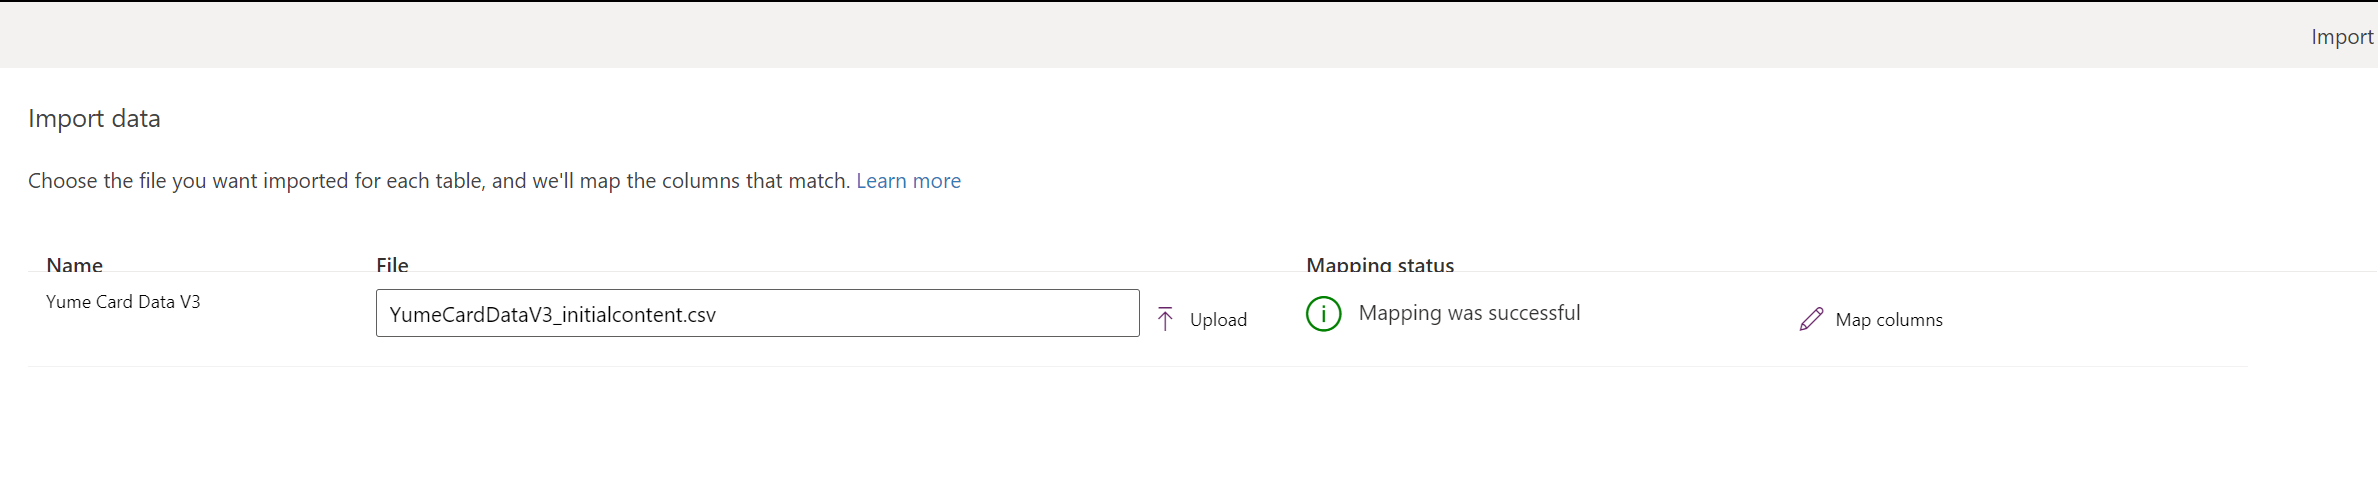 Import
Import data
Choose the file you want imported for each table, and we'll map the columns that match. Learn more
Name File Mapping status
Yume Card Data V3 YumeCardDataV3_initialcontent.csv Upload Mapping was successful Map columns